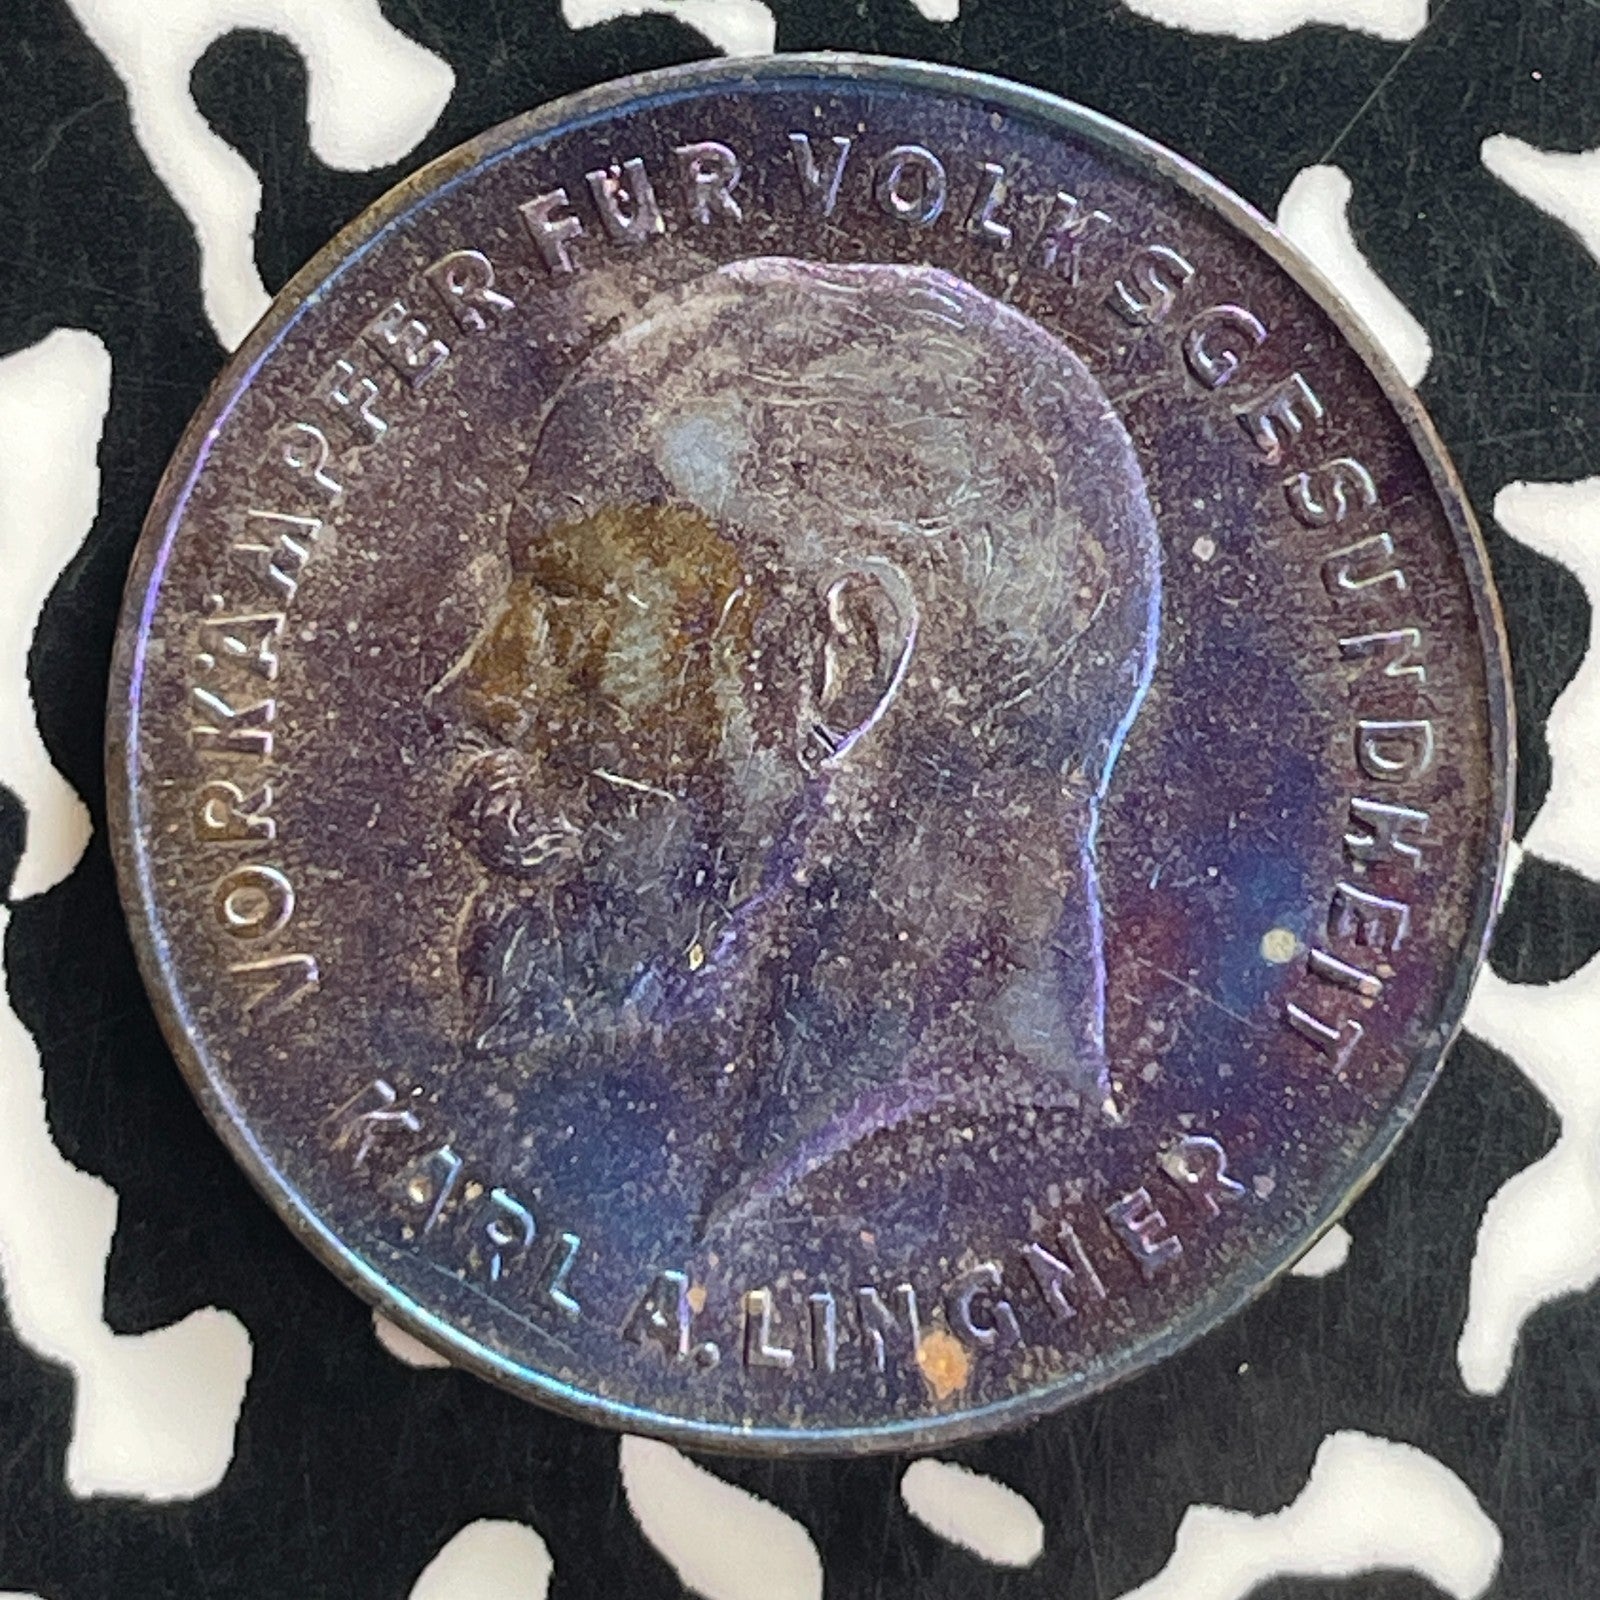 VORKÄMPFER FÜR VOLKSGESUNDHEIT
KARL A. LINGNER